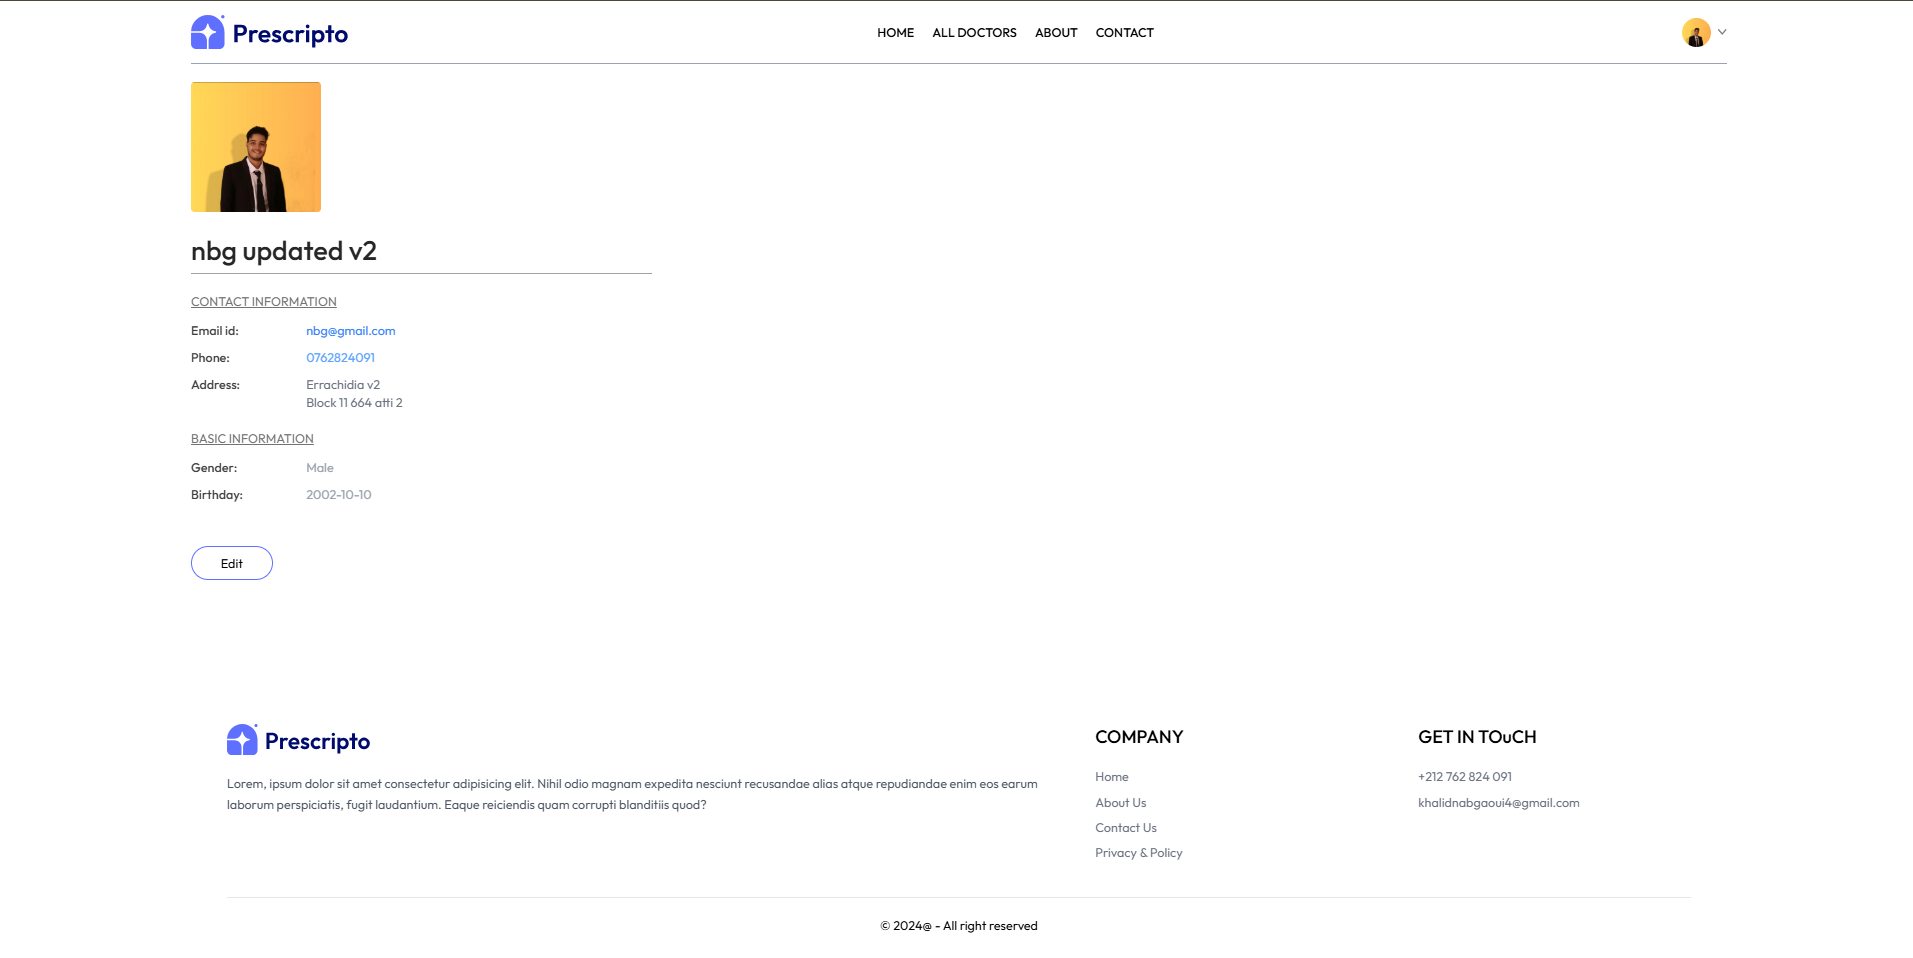 Prescripto
HOME ALL DOCTORS ABOUT CONTACT
nbg updated v2
CONTACT INFORMATION
Email id: nbg@gmail.com
Phone: 0762824091
Address: Errachidia v2
Block 11 664 atti 2
BASIC INFORMATION
Gender: Male
Birthday: 2002-10-10
Edit
Prescripto
Lorem, ipsum dolor sit amet consectetur adipisicing elit. Nihil odio magnam expedita nesciunt recusandae alias atque repudiandae enim eos earum
laborum perspiciatis, fugit laudantium. Eaque reiciendis quam corrupti blanditiis quod?
COMPANY
Home
About Us
Contact Us
Privacy & Policy
GET IN TOuCH
+212 762 824 091
khalidnabgaoui4@gmail.com
© 2024@ - All right reserved